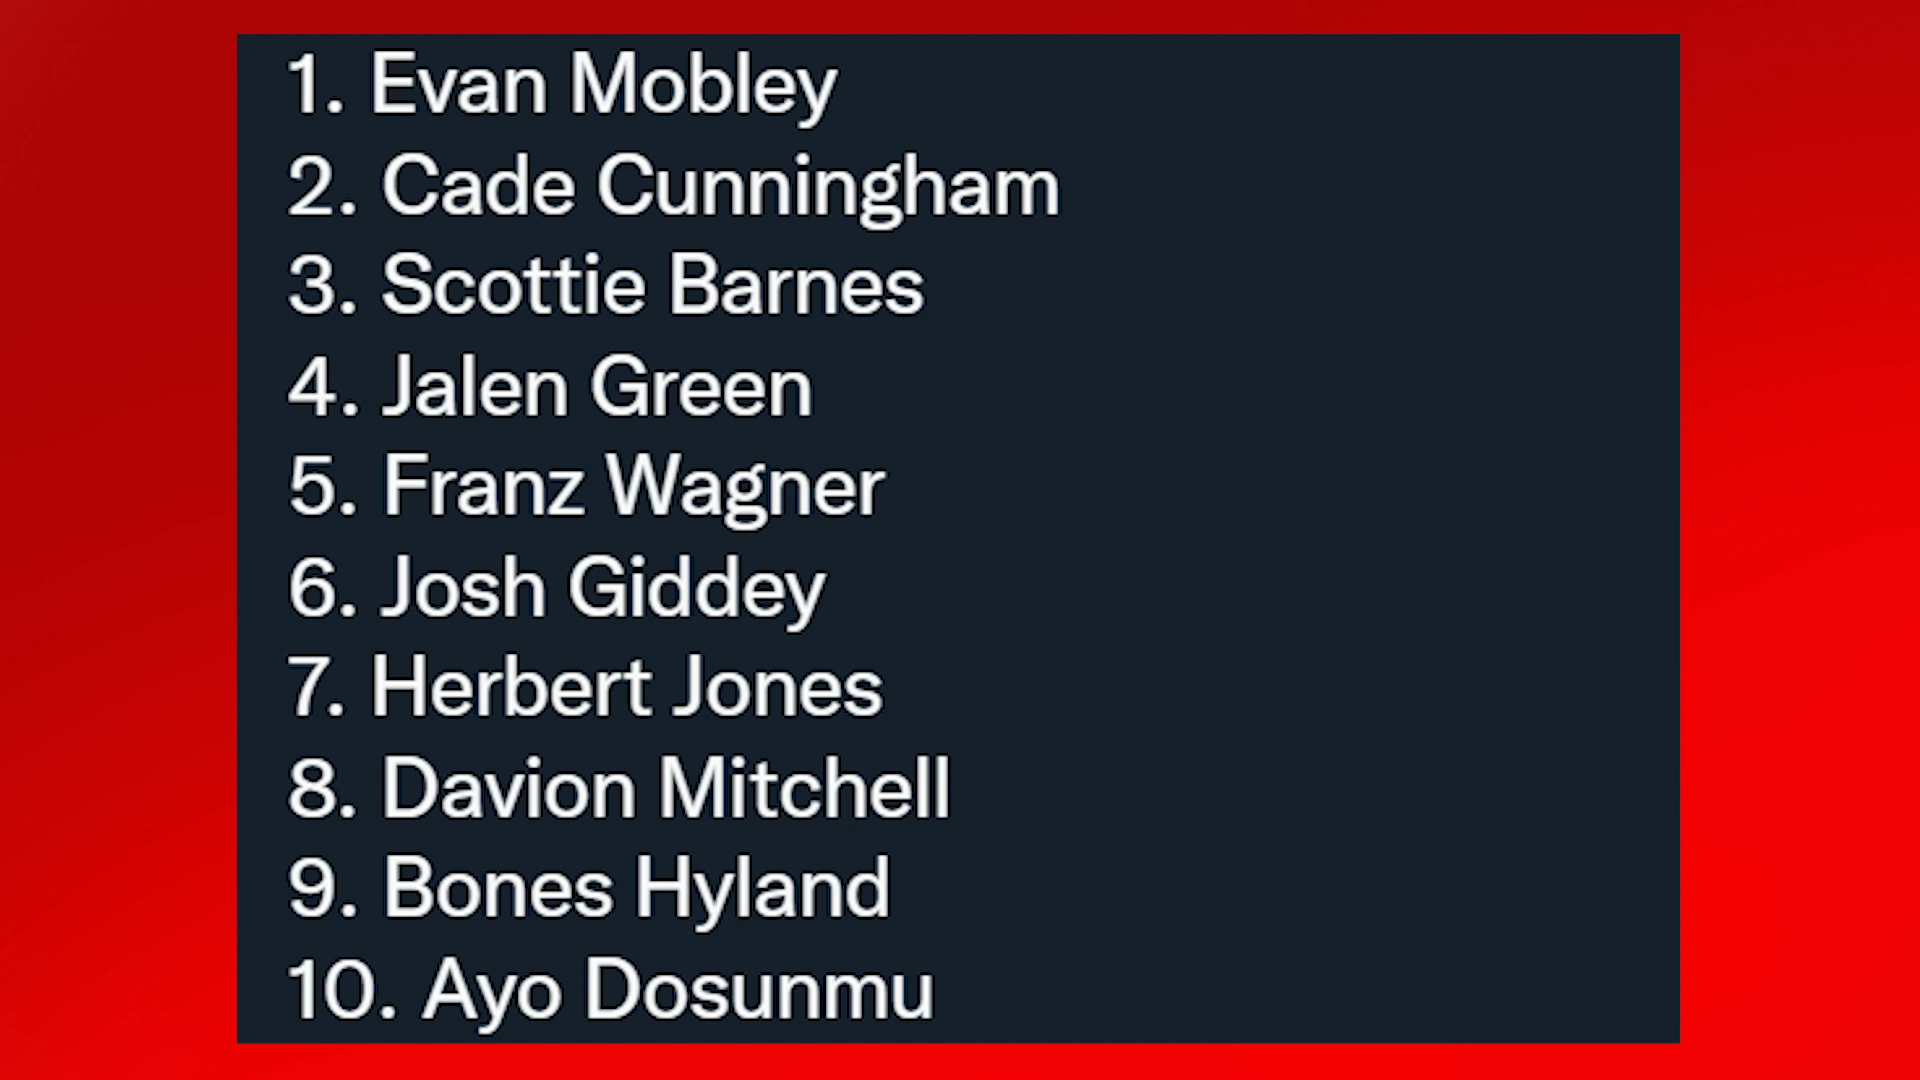 1. Evan Mobley
2. Cade Cunningham
3. Scottie Barnes
4. Jalen Green
5. Franz Wagner
6. Josh Giddey
7. Herbert Jones
8. Davion Mitchell
9. Bones Hyland
10. Ayo Dosunmu